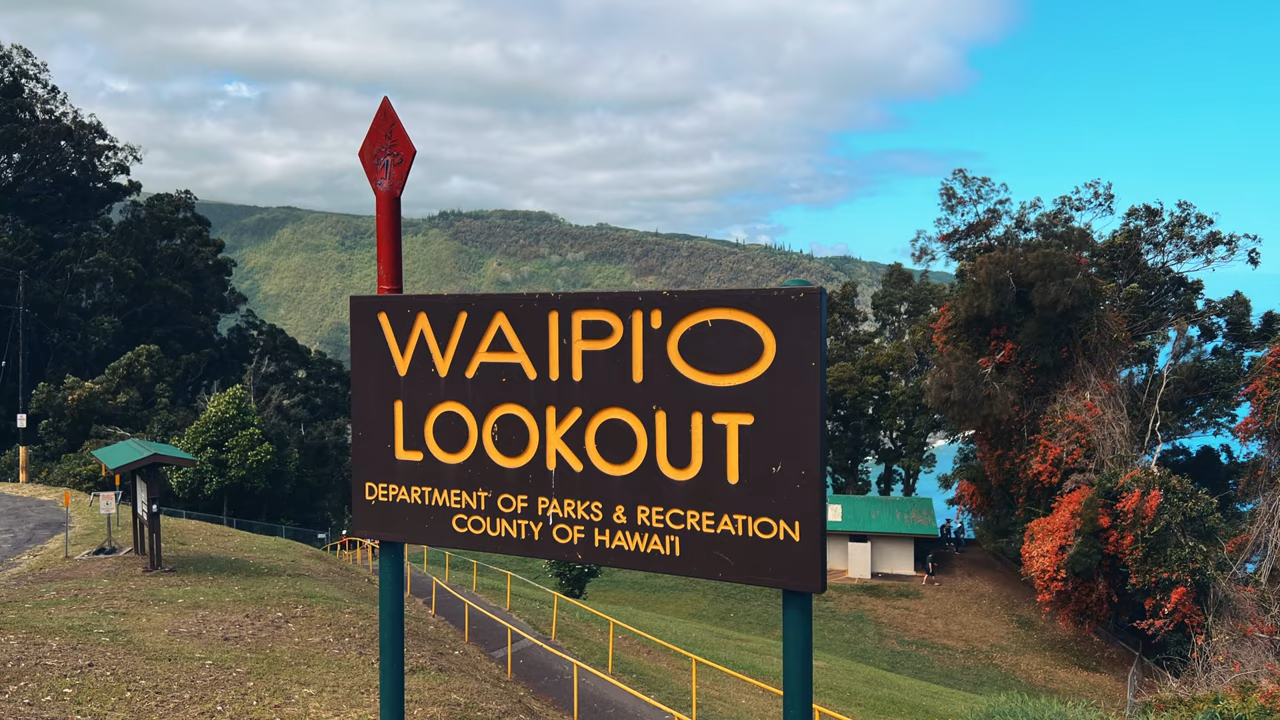 WAIPI'O
LOOKOUT
DEPARTMENT OF PARKS & RECREATION
COUNTY OF HAWAI'I